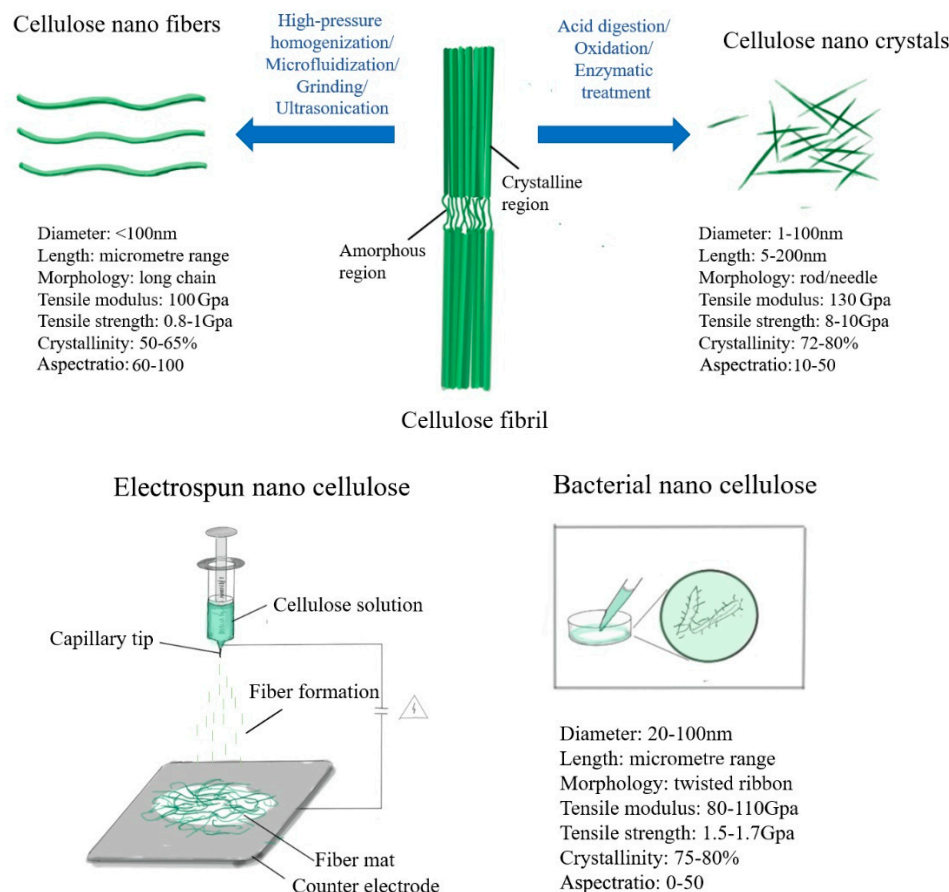 Cellulose nano fibers
High-pressure
homogenization/
Microfluidization/
Grinding/
Ultrasonication
Acid digestion/
Oxidation/
Enzymatic
treatment
Cellulose nano crystals
Crystalline
region
Amorphous
region
Diameter: <100nm
Length: micrometre range
Morphology: long chain
Tensile modulus: 100 Gpa
Tensile strength: 0.8-1Gpa
Crystallinity: 50-65%
Aspectratio: 60-100
Diameter: 1-100nm
Length: 5-200nm
Morphology: rod/needle
Tensile modulus: 130 Gpa
Tensile strength: 8-10Gpa
Crystallinity: 72-80%
Aspectratio:10-50
Cellulose fibril
Electrospun nano cellulose
Cellulose solution
Capillary tip
Fiber formation
Fiber mat
Counter electrode
Bacterial nano cellulose
Diameter: 20-100nm
Length: micrometre range
Morphology: twisted ribbon
Tensile modulus: 80-110Gpa
Tensile strength: 1.5-1.7Gpa
Crystallinity: 75-80%
Aspectratio: 0-50